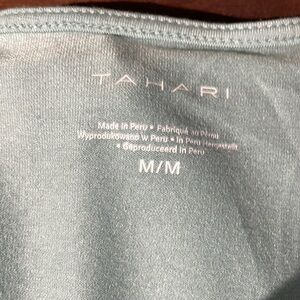 TAHARI
Made in Peru • Fabriqué au Pérou
Wyprodukowano w Peru • In Peru Hergestellt
• Geproduceerd in Peru
M/M